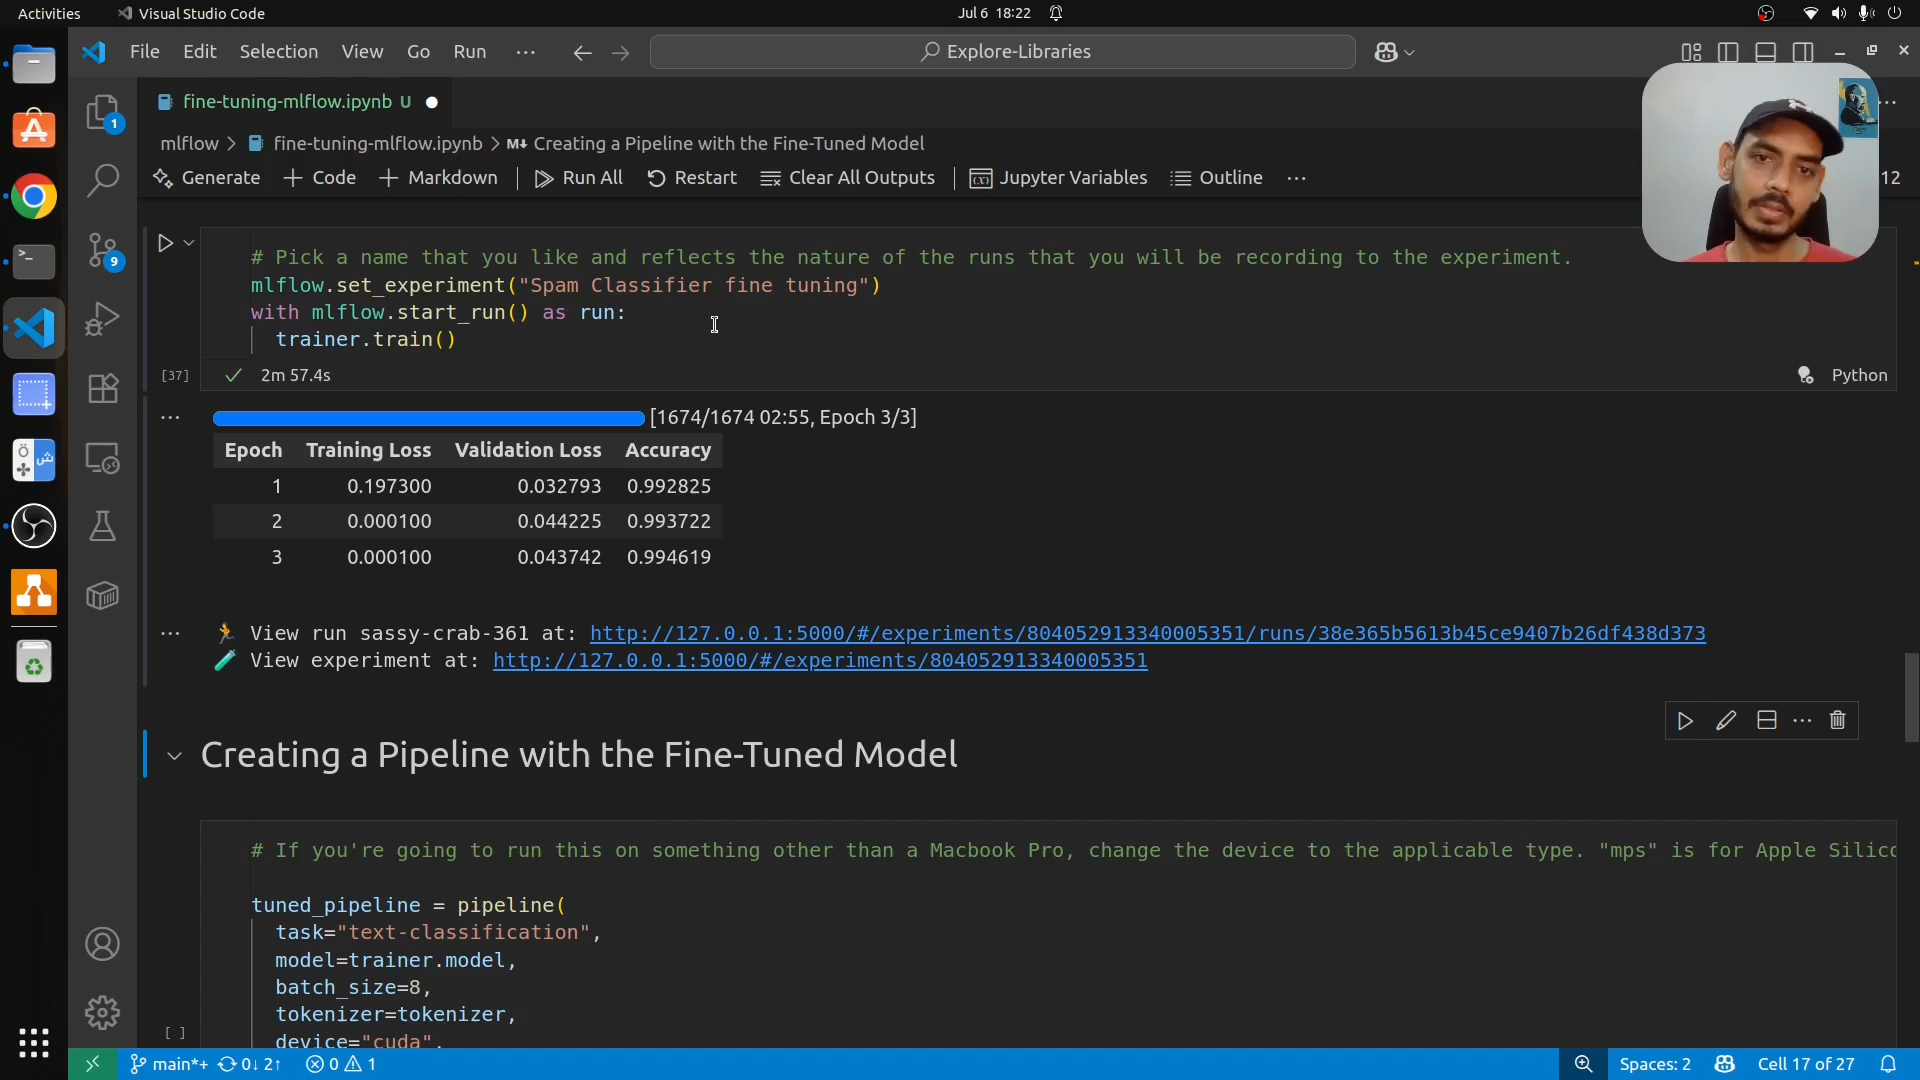 Activities
Visual Studio Code
Jul 6 18:22
File Edit Selection View Go Run ···
Explore-Libraries
fine-tuning-mlflow.ipynb U
mlflow > fine-tuning-mlflow.ipynb > M↓ Creating a Pipeline with the Fine-Tuned Model
Generate + Code + Markdown Run All Restart Clear All Outputs Jupyter Variables Outline ···
12
# Pick a name that you like and reflects the nature of the runs that you will be recording to the experiment.
mlflow.set_experiment("Spam Classifier fine tuning")
with mlflow.start_run() as run:
trainer.train()
[37] ✓ 2m 57.4s Python
[1674/1674 02:55, Epoch 3/3]
Epoch Training Loss Validation Loss Accuracy
1 0.197300 0.032793 0.992825
2 0.000100 0.044225 0.993722
3 0.000100 0.043742 0.994619
🏃 View run sassy-crab-361 at: http://127.0.0.1:5000/#/experiments/804052913340005351/runs/38e365b5613b45ce9407b26df438d373
🧪 View experiment at: http://127.0.0.1:5000/#/experiments/804052913340005351
Creating a Pipeline with the Fine-Tuned Model
# If you're going to run this on something other than a Macbook Pro, change the device to the applicable type. "mps" is for Apple Silico
tuned_pipeline = pipeline(
task="text-classification",
model=trainer.model,
batch_size=8,
tokenizer=tokenizer,
device="cuda",
[ ]
1
9
main*+ 0↓ 2↑ 0 1
Spaces: 2
Cell 17 of 27